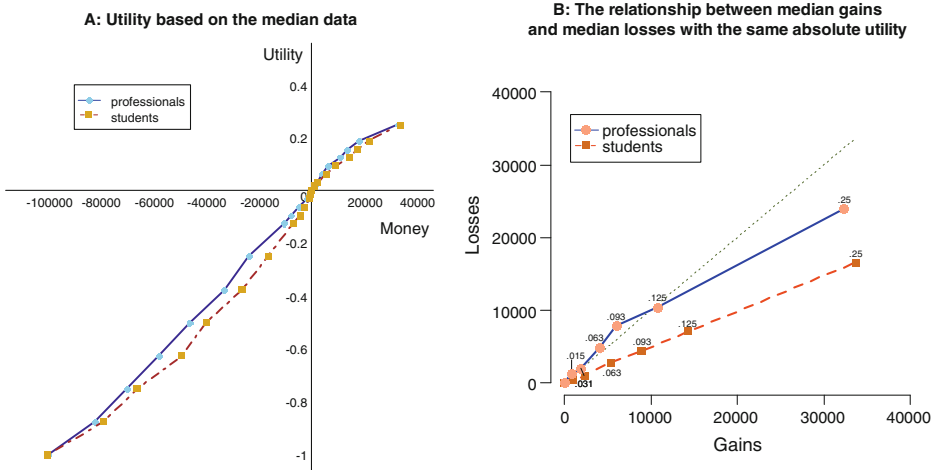 A: Utility based on the median data
Utility
0.4
professionals
students
0.2
0
-100000 -80000 -60000 -40000 -20000 20000 40000
Money
-0.2
-0.4
-0.6
-0.8
-1
B: The relationship between median gains
and median losses with the same absolute utility
40000
professionals
students
30000
.25
Losses
20000
.25
.125
10000
.093
.063
.125
.093
.015
.063
.031
0
0 10000 20000 30000 40000
Gains